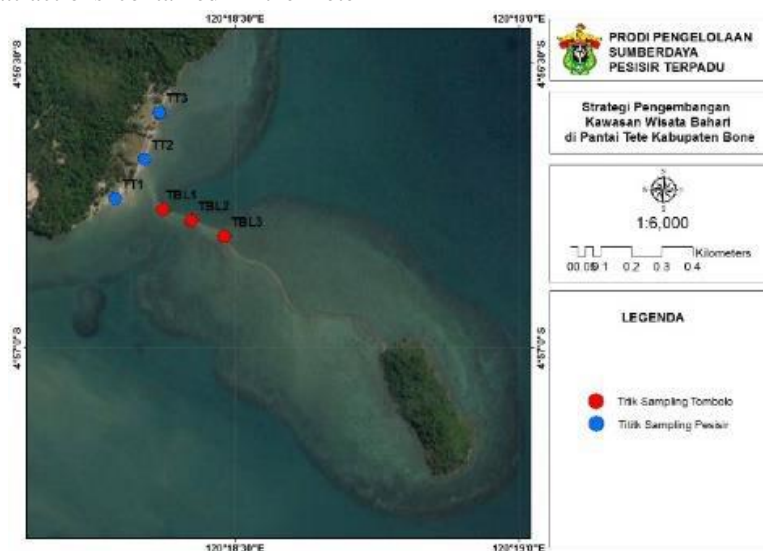 120°18'30"E
120°19'0"E
4°56'30"S
4°56'30"S
TT3
TT2
TT1
TBL1
TBL2
TBL3
4°57'0"S
4°57'0"S
120°18'30"E
120°19'0"E
PRODI PENGELOLAAN
SUMBERDAYA
PESISIR TERPADU
Strategi Pengembangan
Kawasan Wisata Bahari
di Pantai Tete Kabupaten Bone
1:6,000
0.1 0.2 0.3 0.4
Kilometers
LEGENDA
Titik Sampling Tombolo
Titik Sampling Pesisir